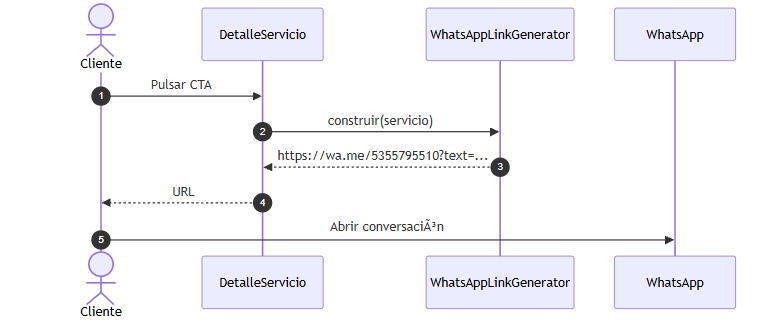 Cliente
DetalleServicio
WhatsAppLinkGenerator
WhatsApp
1
Pulsar CTA
2
construir(servicio)
https://wa.me/5355795510?text=...
3
URL
4
5
Abrir conversaciÃ³n
Cliente
DetalleServicio
WhatsAppLinkGenerator
WhatsApp